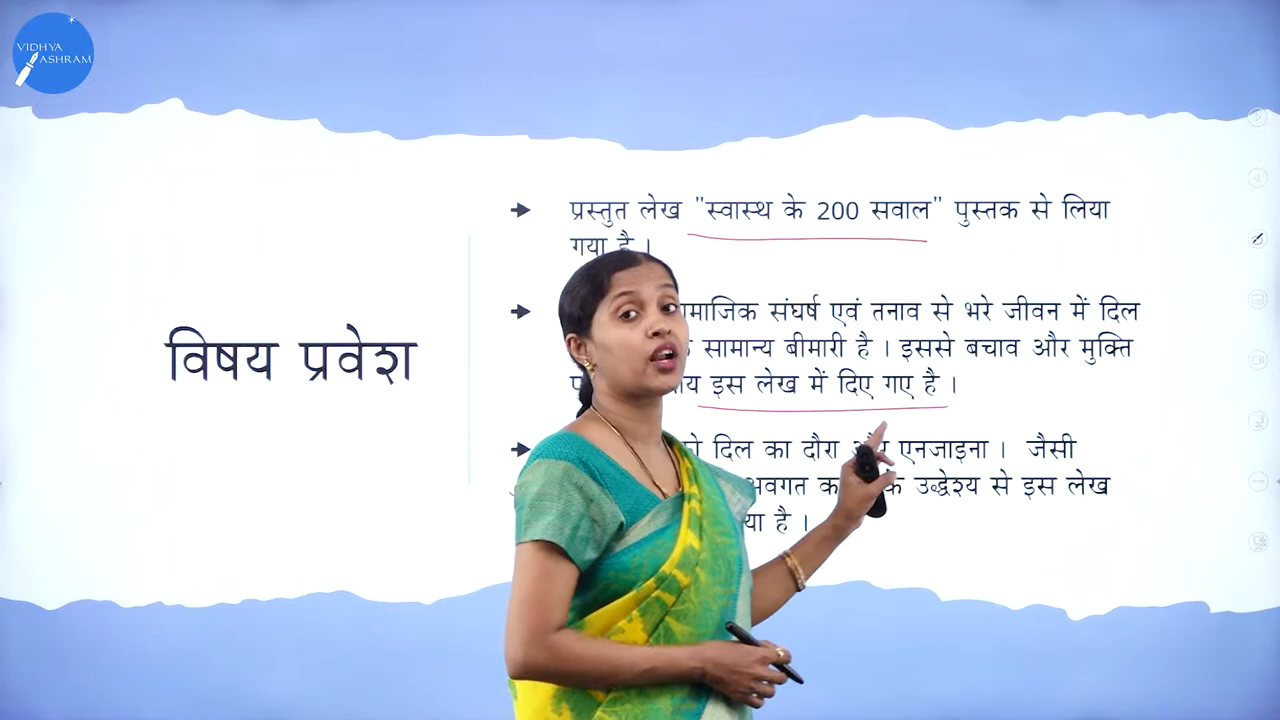 VIDHYA
ASHRAM
प्रस्तुत लेख "स्वास्थ के 200 सवाल" पुस्तक से लिया
गया है ।
विषय प्रवेश
संघर्ष एवं तनाव से भरे जीवन में दिल
सामान्य बीमारी है । इससे बचाव और मुक्ति
इस लेख में दिए गए है ।
दिल का दौरा और एनजाइना । जैसी
उद्धेश्य से इस लेख
है ।